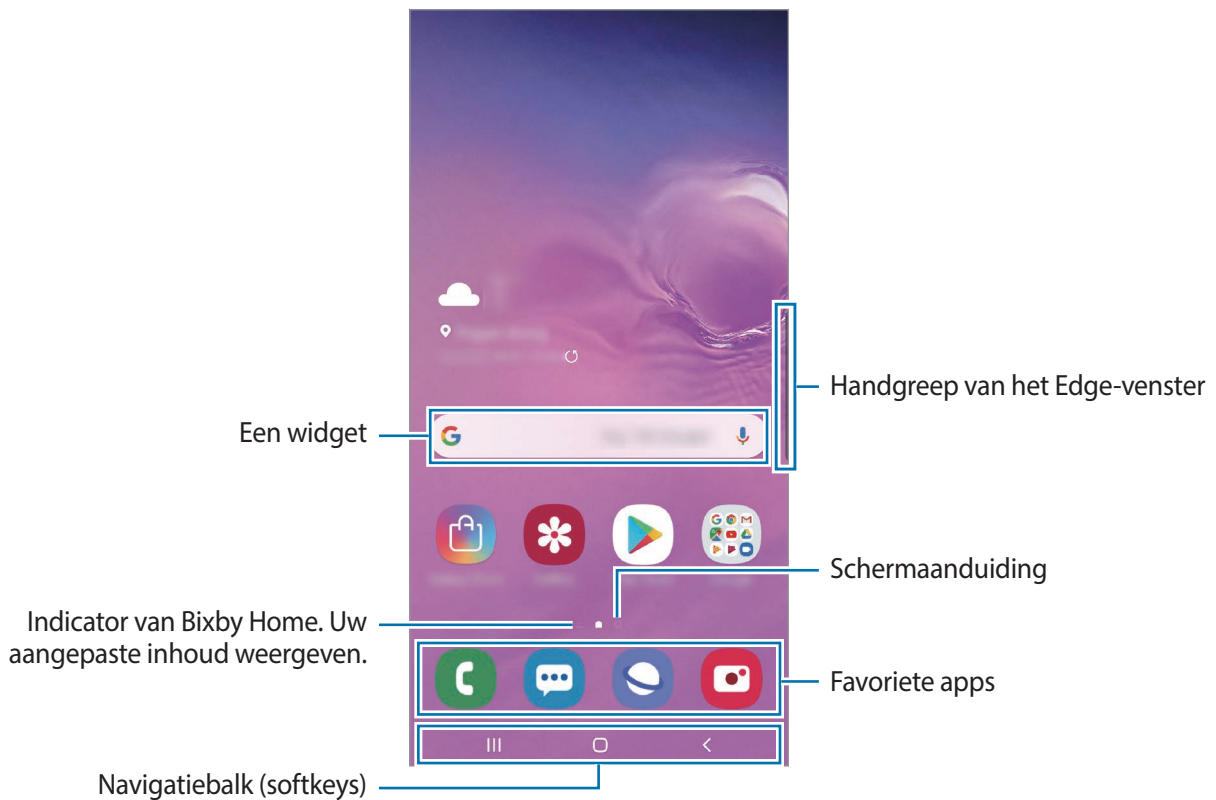 Handgreep van het Edge-venster
Een widget
Schermaanduiding
Indicator van Bixby Home. Uw
aangepaste inhoud weergeven.
Favoriete apps
Navigatiebalk (softkeys)